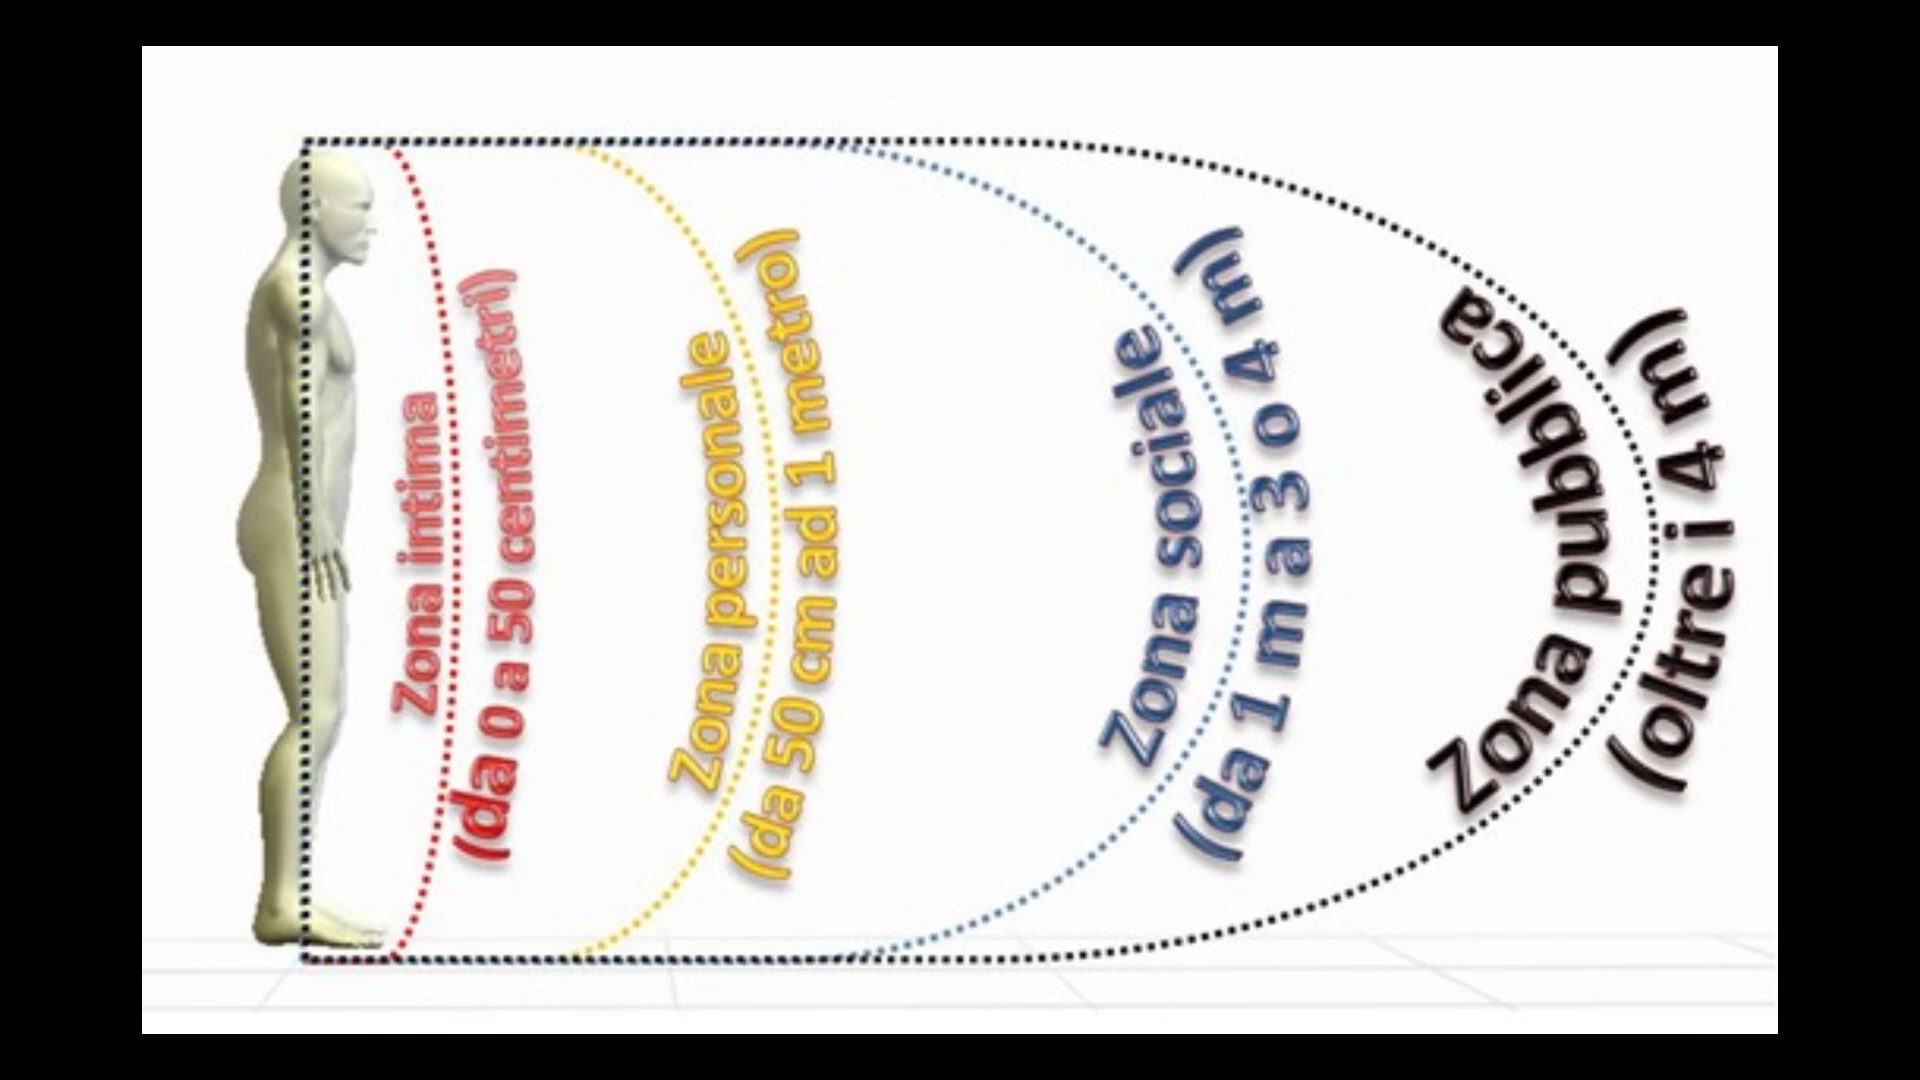 Zona intima
(da 0 a 50 centimetri)
Zona personale
(da 50 cm ad 1 metro)
Zona sociale
(da 1 m a 3 o 4 m)
Zona pubblica
(oltre i 4 m)